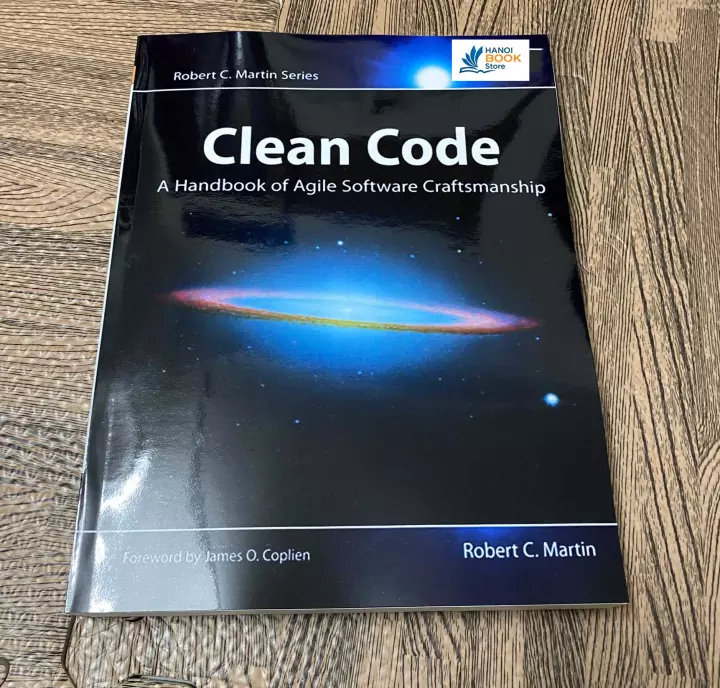 Robert C. Martin Series
HANOI
BOOK
Store
Clean Code
A Handbook of Agile Software Craftsmanship
Foreword by James O. Coplien
Robert C. Martin